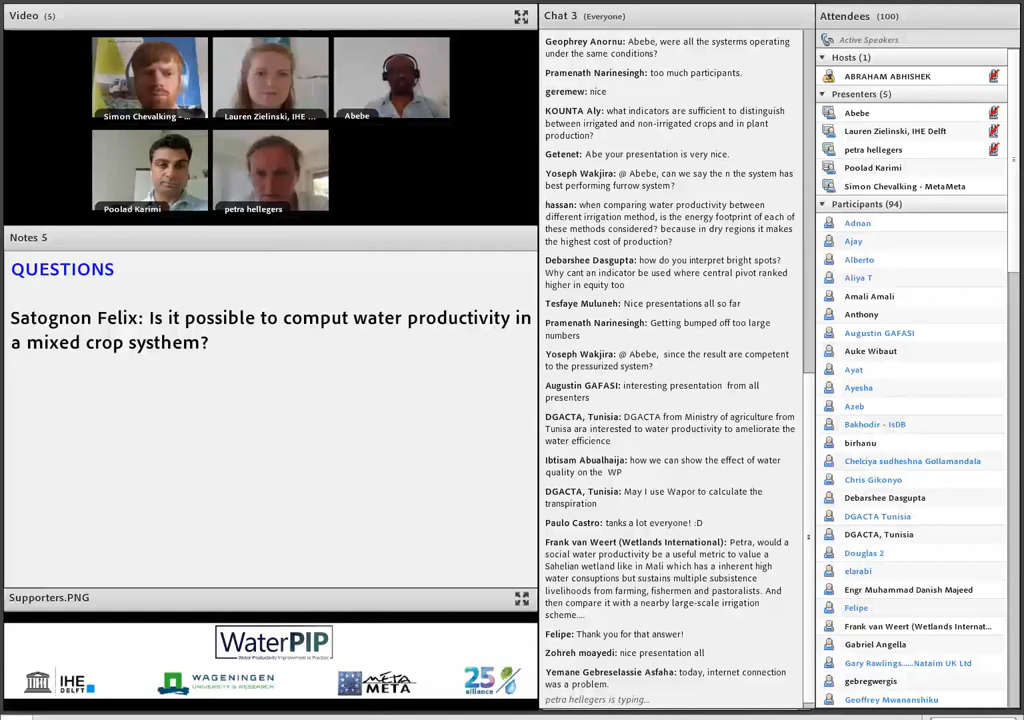 Video (5)
Simon Chevalking - ...
Lauren Zielinski, IHE ...
Abebe
Poolad Karimi
petra hellegers
Notes 5
QUESTIONS
Satognon Felix: Is it possible to comput water productivity in
a mixed crop systhem?
Supporters.PNG
WaterPIP
Water Productivity Improvement in Practice
IHE
DELFT
WAGENINGEN
UNIVERSITY & RESEARCH
META
META
25
alliance
Chat 3 (Everyone)
Geophrey Anornu: Abebe, were all the systerms operating
under the same conditions?
Pramenath Narinesingh: too much participants.
geremew: nice
KOUNTA Aly: what indicators are sufficient to distinguish
between irrigated and non-irrigated crops and in plant
production?
Getenet: Abe your presentation is very nice.
Yoseph Wakjira: @ Abebe, can we say the n the system has
best performing furrow system?
hassan: when comparing water productivity between
different irrigation method, is the energy footprint of each of
these methods considered? because in dry regions it makes
the highest cost of production?
Debarshee Dasgupta: how do you interpret bright spots?
Why cant an indicator be used where central pivot ranked
higher in equity too
Tesfaye Muluneh: Nice presentations all so far
Pramenath Narinesingh: Getting bumped off too large
numbers
Yoseph Wakjira: @ Abebe, since the result are competent
to the pressurized system?
Augustin GAFASI: interesting presentation from all
presenters
DGACTA, Tunisia: DGACTA from Ministry of agriculture from
Tunisa ara interested to water productivity to ameliorate the
water efficience
Ibtisam Abualhaija: how we can show the effect of water
quality on the WP
DGACTA, Tunisia: May I use Wapor to calculate the
transpiration
Paulo Castro: tanks a lot everyone! :D
Frank van Weert (Wetlands International): Petra, would a
social water productivity be a useful metric to value a
Sahelian wetland like in Mali which has a inherent high
water consuptions but sustains multiple subsistence
livelihoods from farming, fishermen and pastoralists. And
then compare it with a nearby large-scale irrigation
scheme....
Felipe: Thank you for that answer!
Zohreh moayedi: nice presentation all
Yemane Gebreselassie Asfaha: today, internet connection
was a problem.
petra hellegers is typing...
Attendees (100)
Active Speakers
Hosts (1)
ABRAHAM ABHISHEK
Presenters (5)
Abebe
Lauren Zielinski, IHE Delft
petra hellegers
Poolad Karimi
Simon Chevalking - MetaMeta
Participants (94)
Adnan
Ajay
Alberto
Aliya T
Amali Amali
Anthony
Augustin GAFASI
Auke Wibaut
Ayat
Ayesha
Azeb
Bakhodir - IsDB
birhanu
Chelciya sudheshna Gollamandala
Chris Gikonyo
Debarshee Dasgupta
DGACTA Tunisia
DGACTA, Tunisia
Douglas 2
elarabi
Engr Muhammad Danish Majeed
Felipe
Frank van Weert (Wetlands Internat...
Gabriel Angella
Gary Rawlings......Nataim UK Ltd
gebregwergis
Geoffrey Mwananshiku